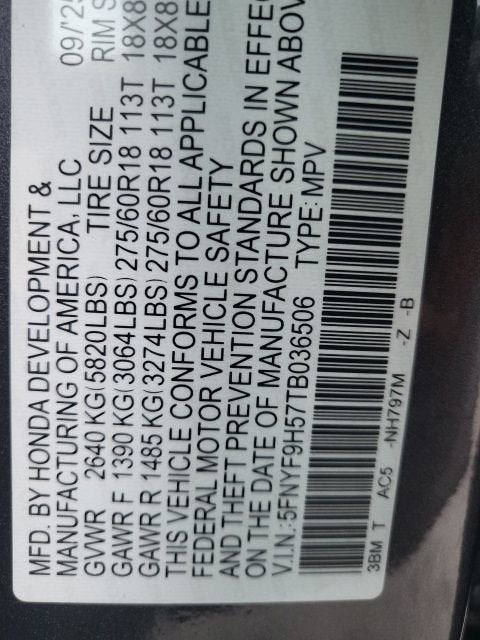 MFD. BY HONDA DEVELOPMENT &
MANUFACTURING OF AMERICA, LLC 09/'25
GVWR 2640 KG(5820LBS) TIRE SIZE RIM S
GAWR F 1390 KG(3064LBS) 275/60R18 113T 18X8
GAWR R 1485 KG(3274LBS) 275/60R18 113T 18X8
THIS VEHICLE CONFORMS TO ALL APPLICABLE
FEDERAL MOTOR VEHICLE SAFETY
AND THEFT PREVENTION STANDARDS IN EFFEC
ON THE DATE OF MANUFACTURE SHOWN ABOV
V.I.N.:5FNYF9H57TB036506 TYPE: MPV
3BM T AC5 -NH797M -Z -B